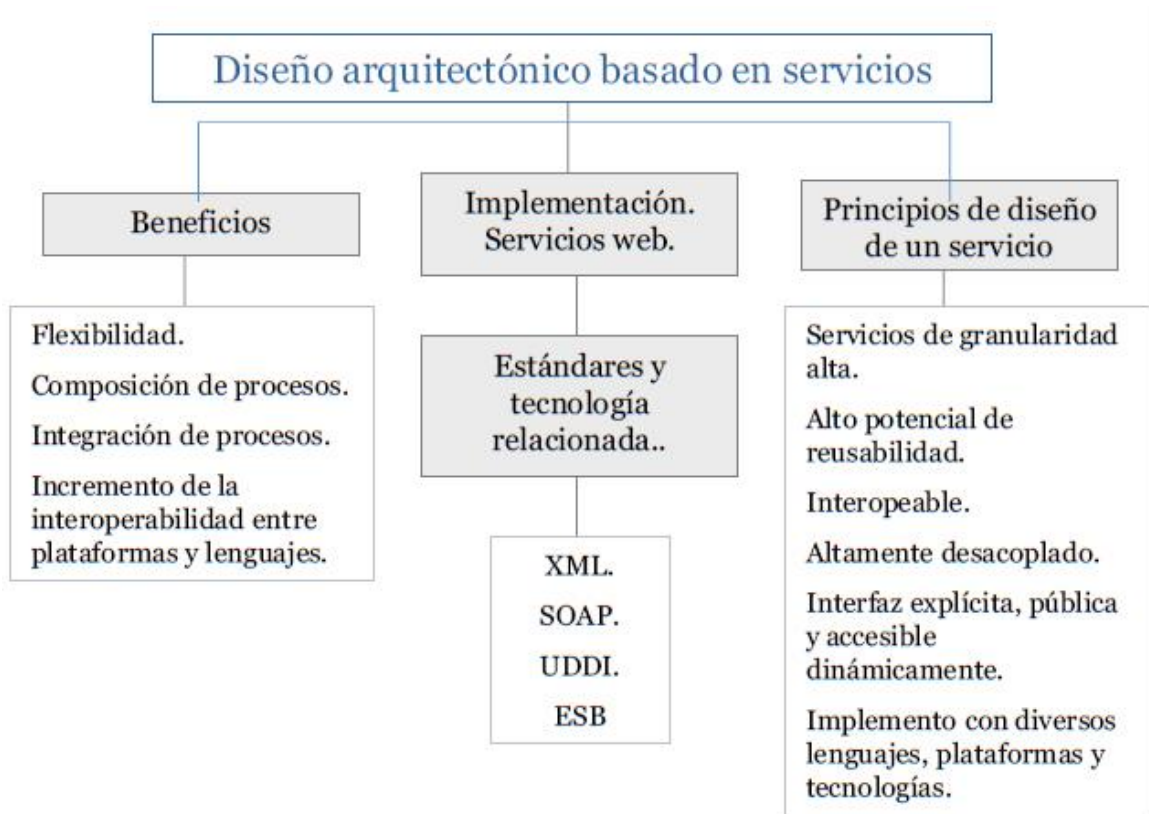 Diseño arquitectónico basado en servicios
Beneficios
Flexibilidad.
Composición de procesos.
Integración de procesos.
Incremento de la
interoperabilidad entre
plataformas y lenguajes.
Implementación.
Servicios web.
Estándares y
tecnología
relacionada..
XML.
SOAP.
UDDI.
ESB
Principios de diseño
de un servicio
Servicios de granularidad
alta.
Alto potencial de
reusabilidad.
Interopeable.
Altamente desacoplado.
Interfaz explícita, pública
y accesible
dinámicamente.
Implemento con diversos
lenguajes, plataformas y
tecnologías.